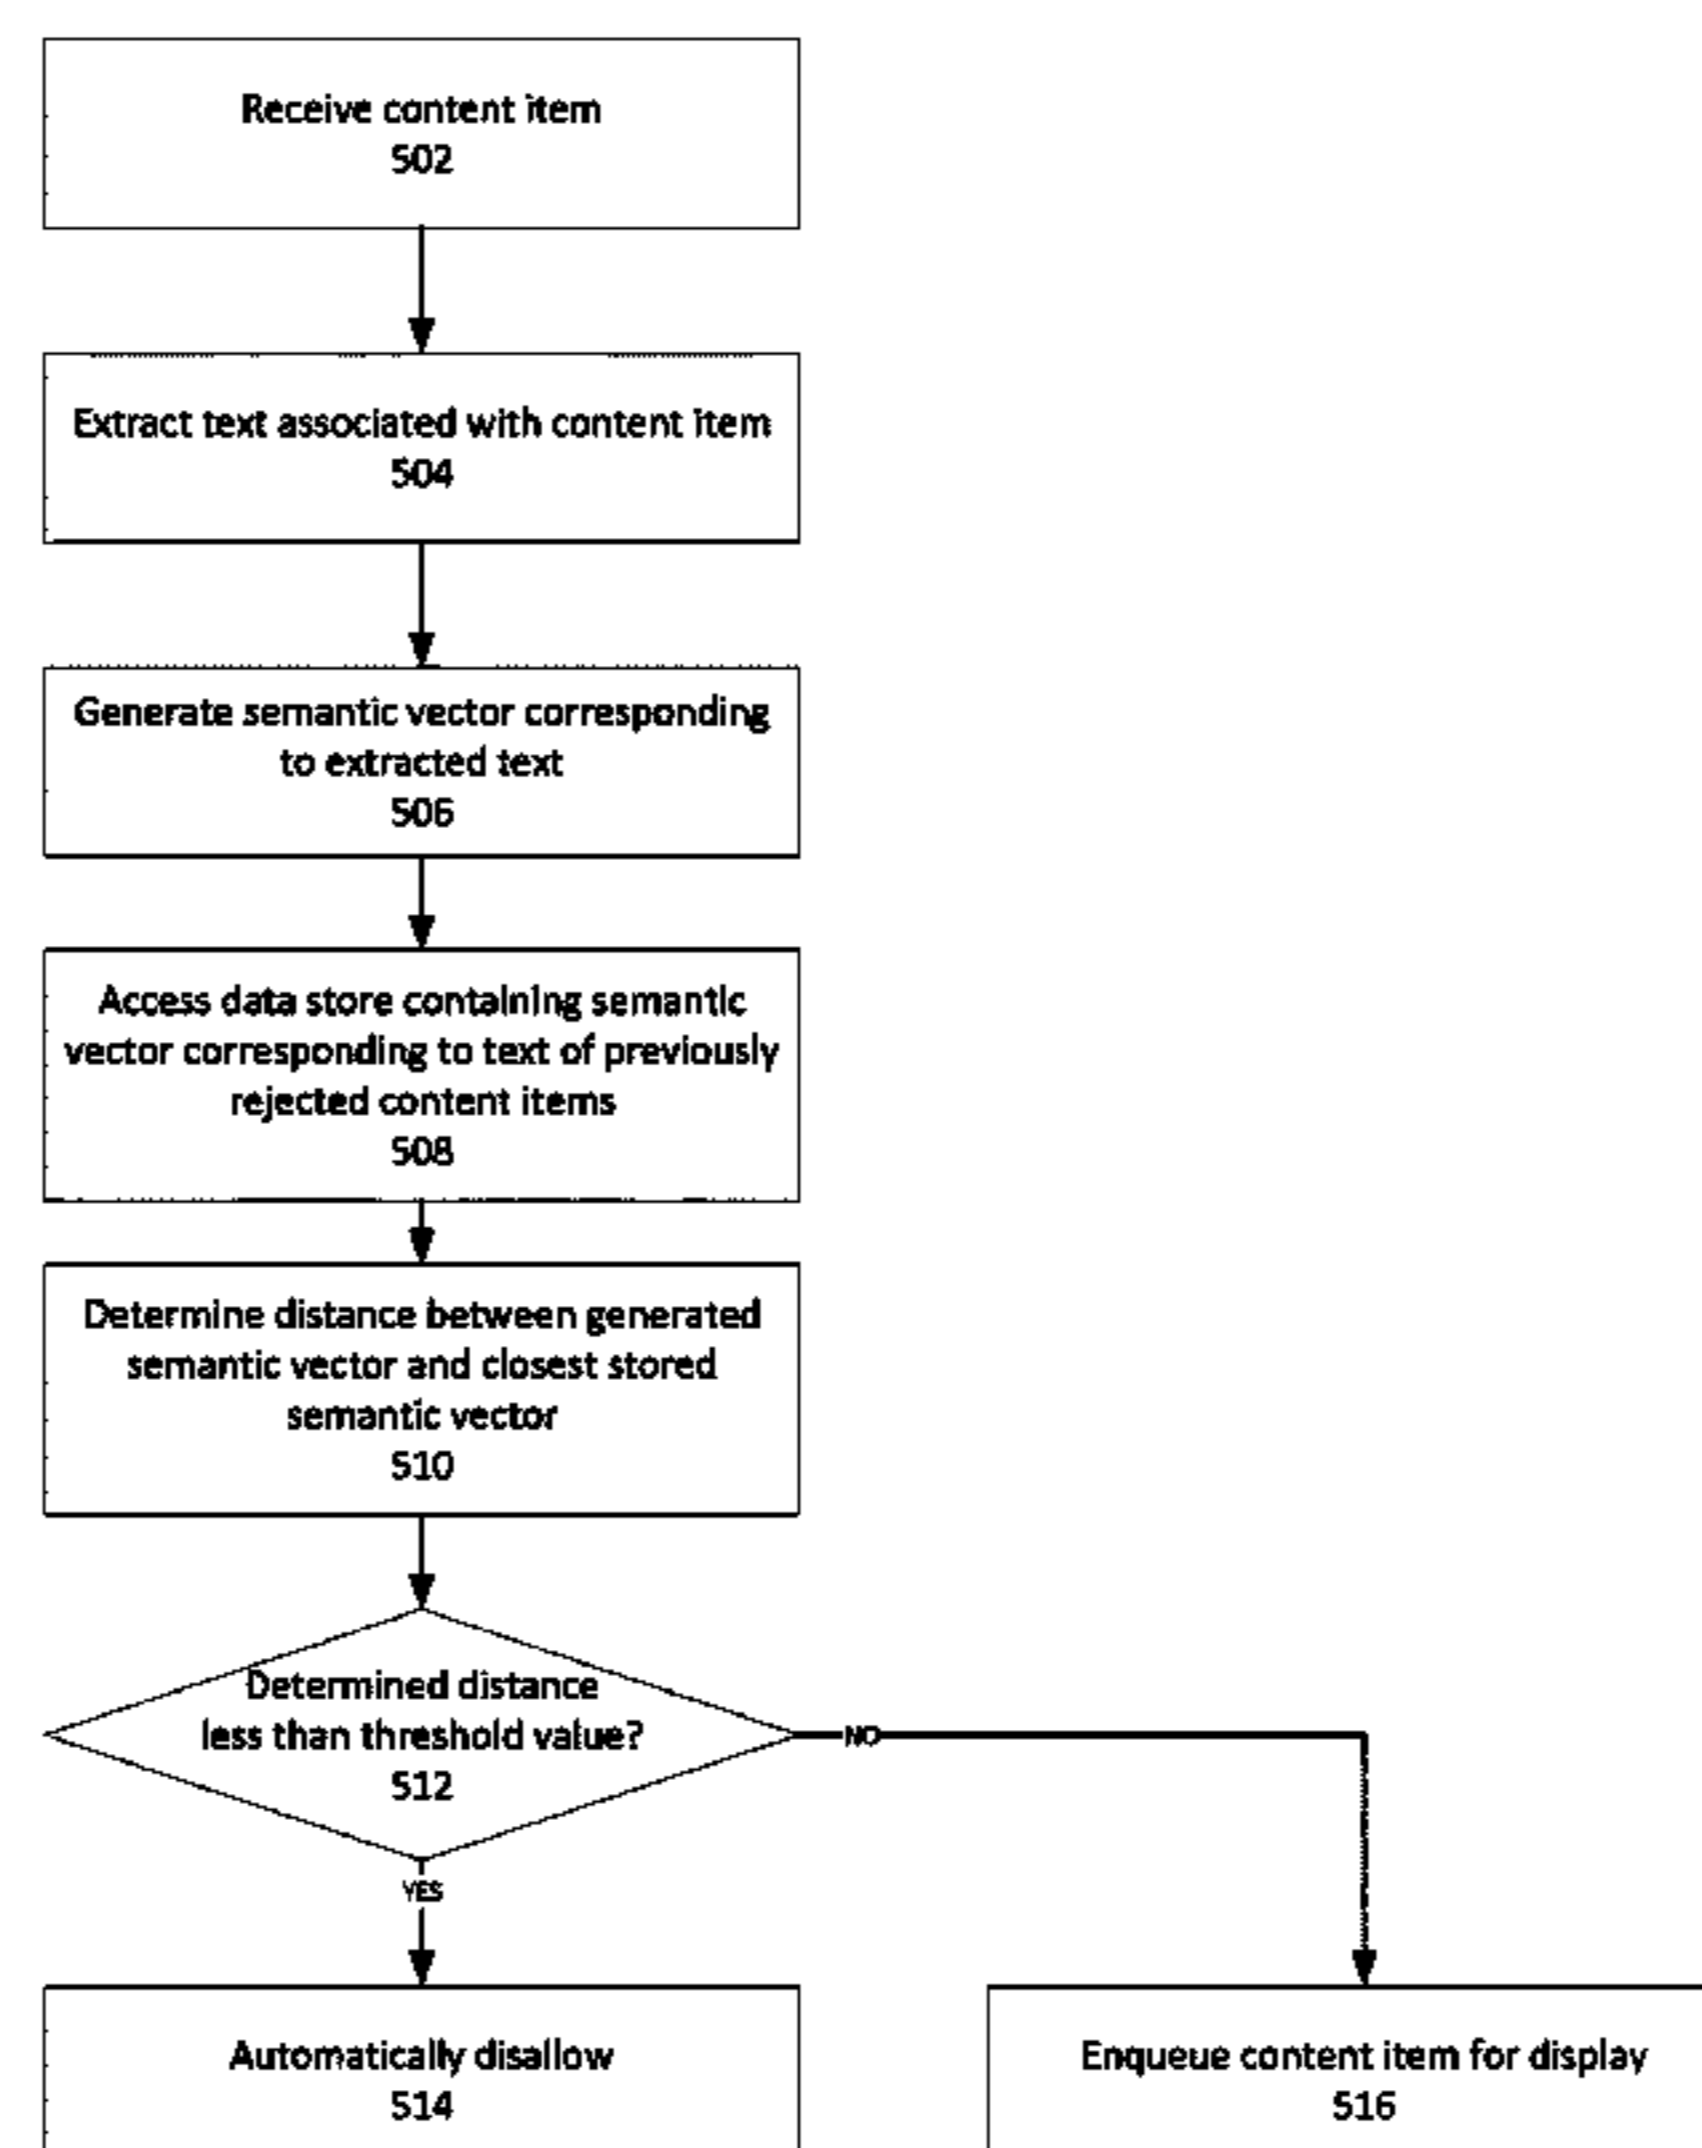 Receive content item
502
Extract text associated with content item
504
Generate semantic vector corresponding
to extracted text
506
Access data store containing semantic
vector corresponding to text of previously
rejected content items
508
Determine distance between generated
semantic vector and closest stored
semantic vector
510
Determined distance
less than threshold value?
512
NO
YES
Automatically disallow
514
Enqueue content item for display
516